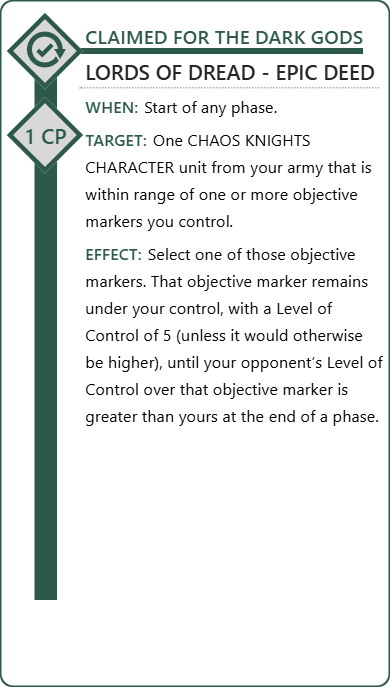 CLAIMED FOR THE DARK GODS
LORDS OF DREAD - EPIC DEED
WHEN: Start of any phase.
1 CP
TARGET: One CHAOS KNIGHTS
CHARACTER unit from your army that is
within range of one or more objective
markers you control.
EFFECT: Select one of those objective
markers. That objective marker remains
under your control, with a Level of
Control of 5 (unless it would otherwise
be higher), until your opponent’s Level of
Control over that objective marker is
greater than yours at the end of a phase.